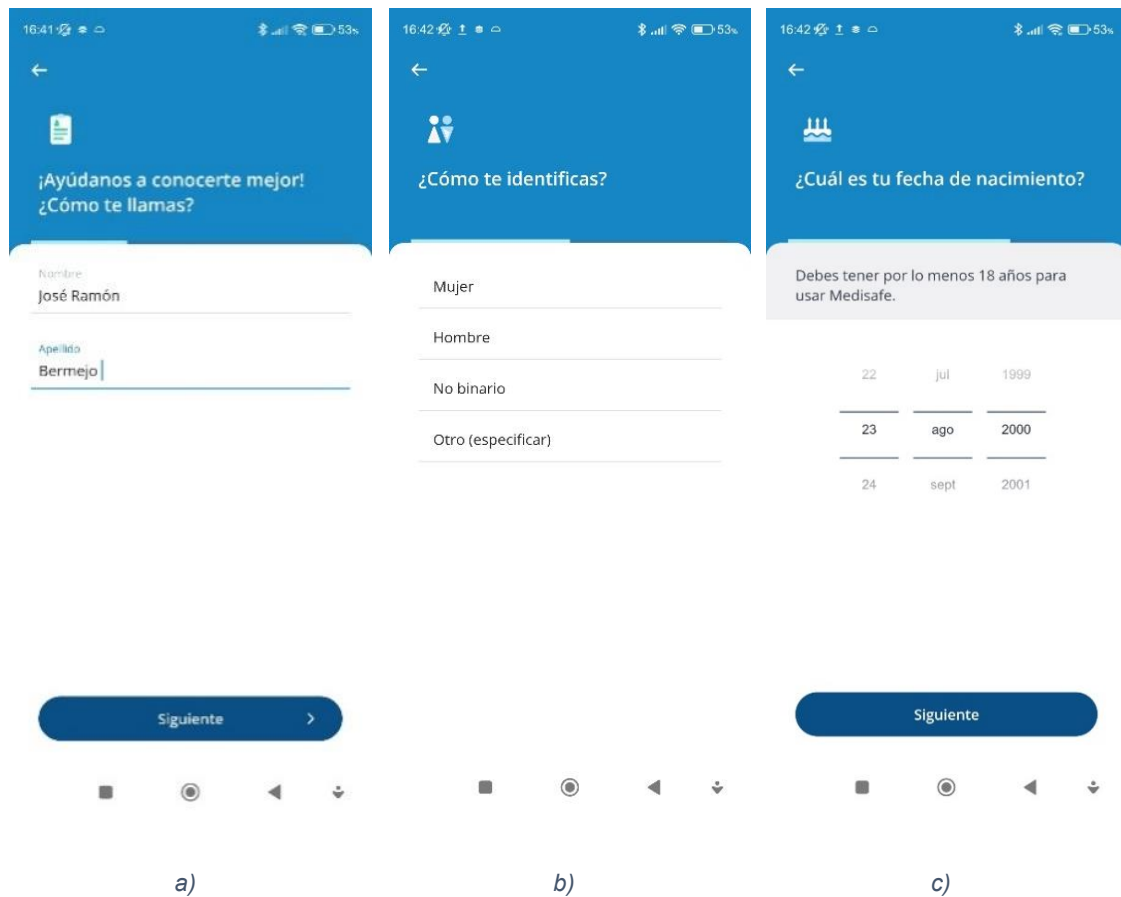 16:41
53%
¡Ayúdanos a conocerte mejor!
¿Cómo te llamas?
Nombre
José Ramón
Apellido
Bermejo
Siguiente
a)
16:42
53%
¿Cómo te identificas?
Mujer
Hombre
No binario
Otro (especificar)
b)
16:42
53%
¿Cuál es tu fecha de nacimiento?
Debes tener por lo menos 18 años para
usar Medisafe.
22 jul 1999
23 ago 2000
24 sept 2001
Siguiente
c)